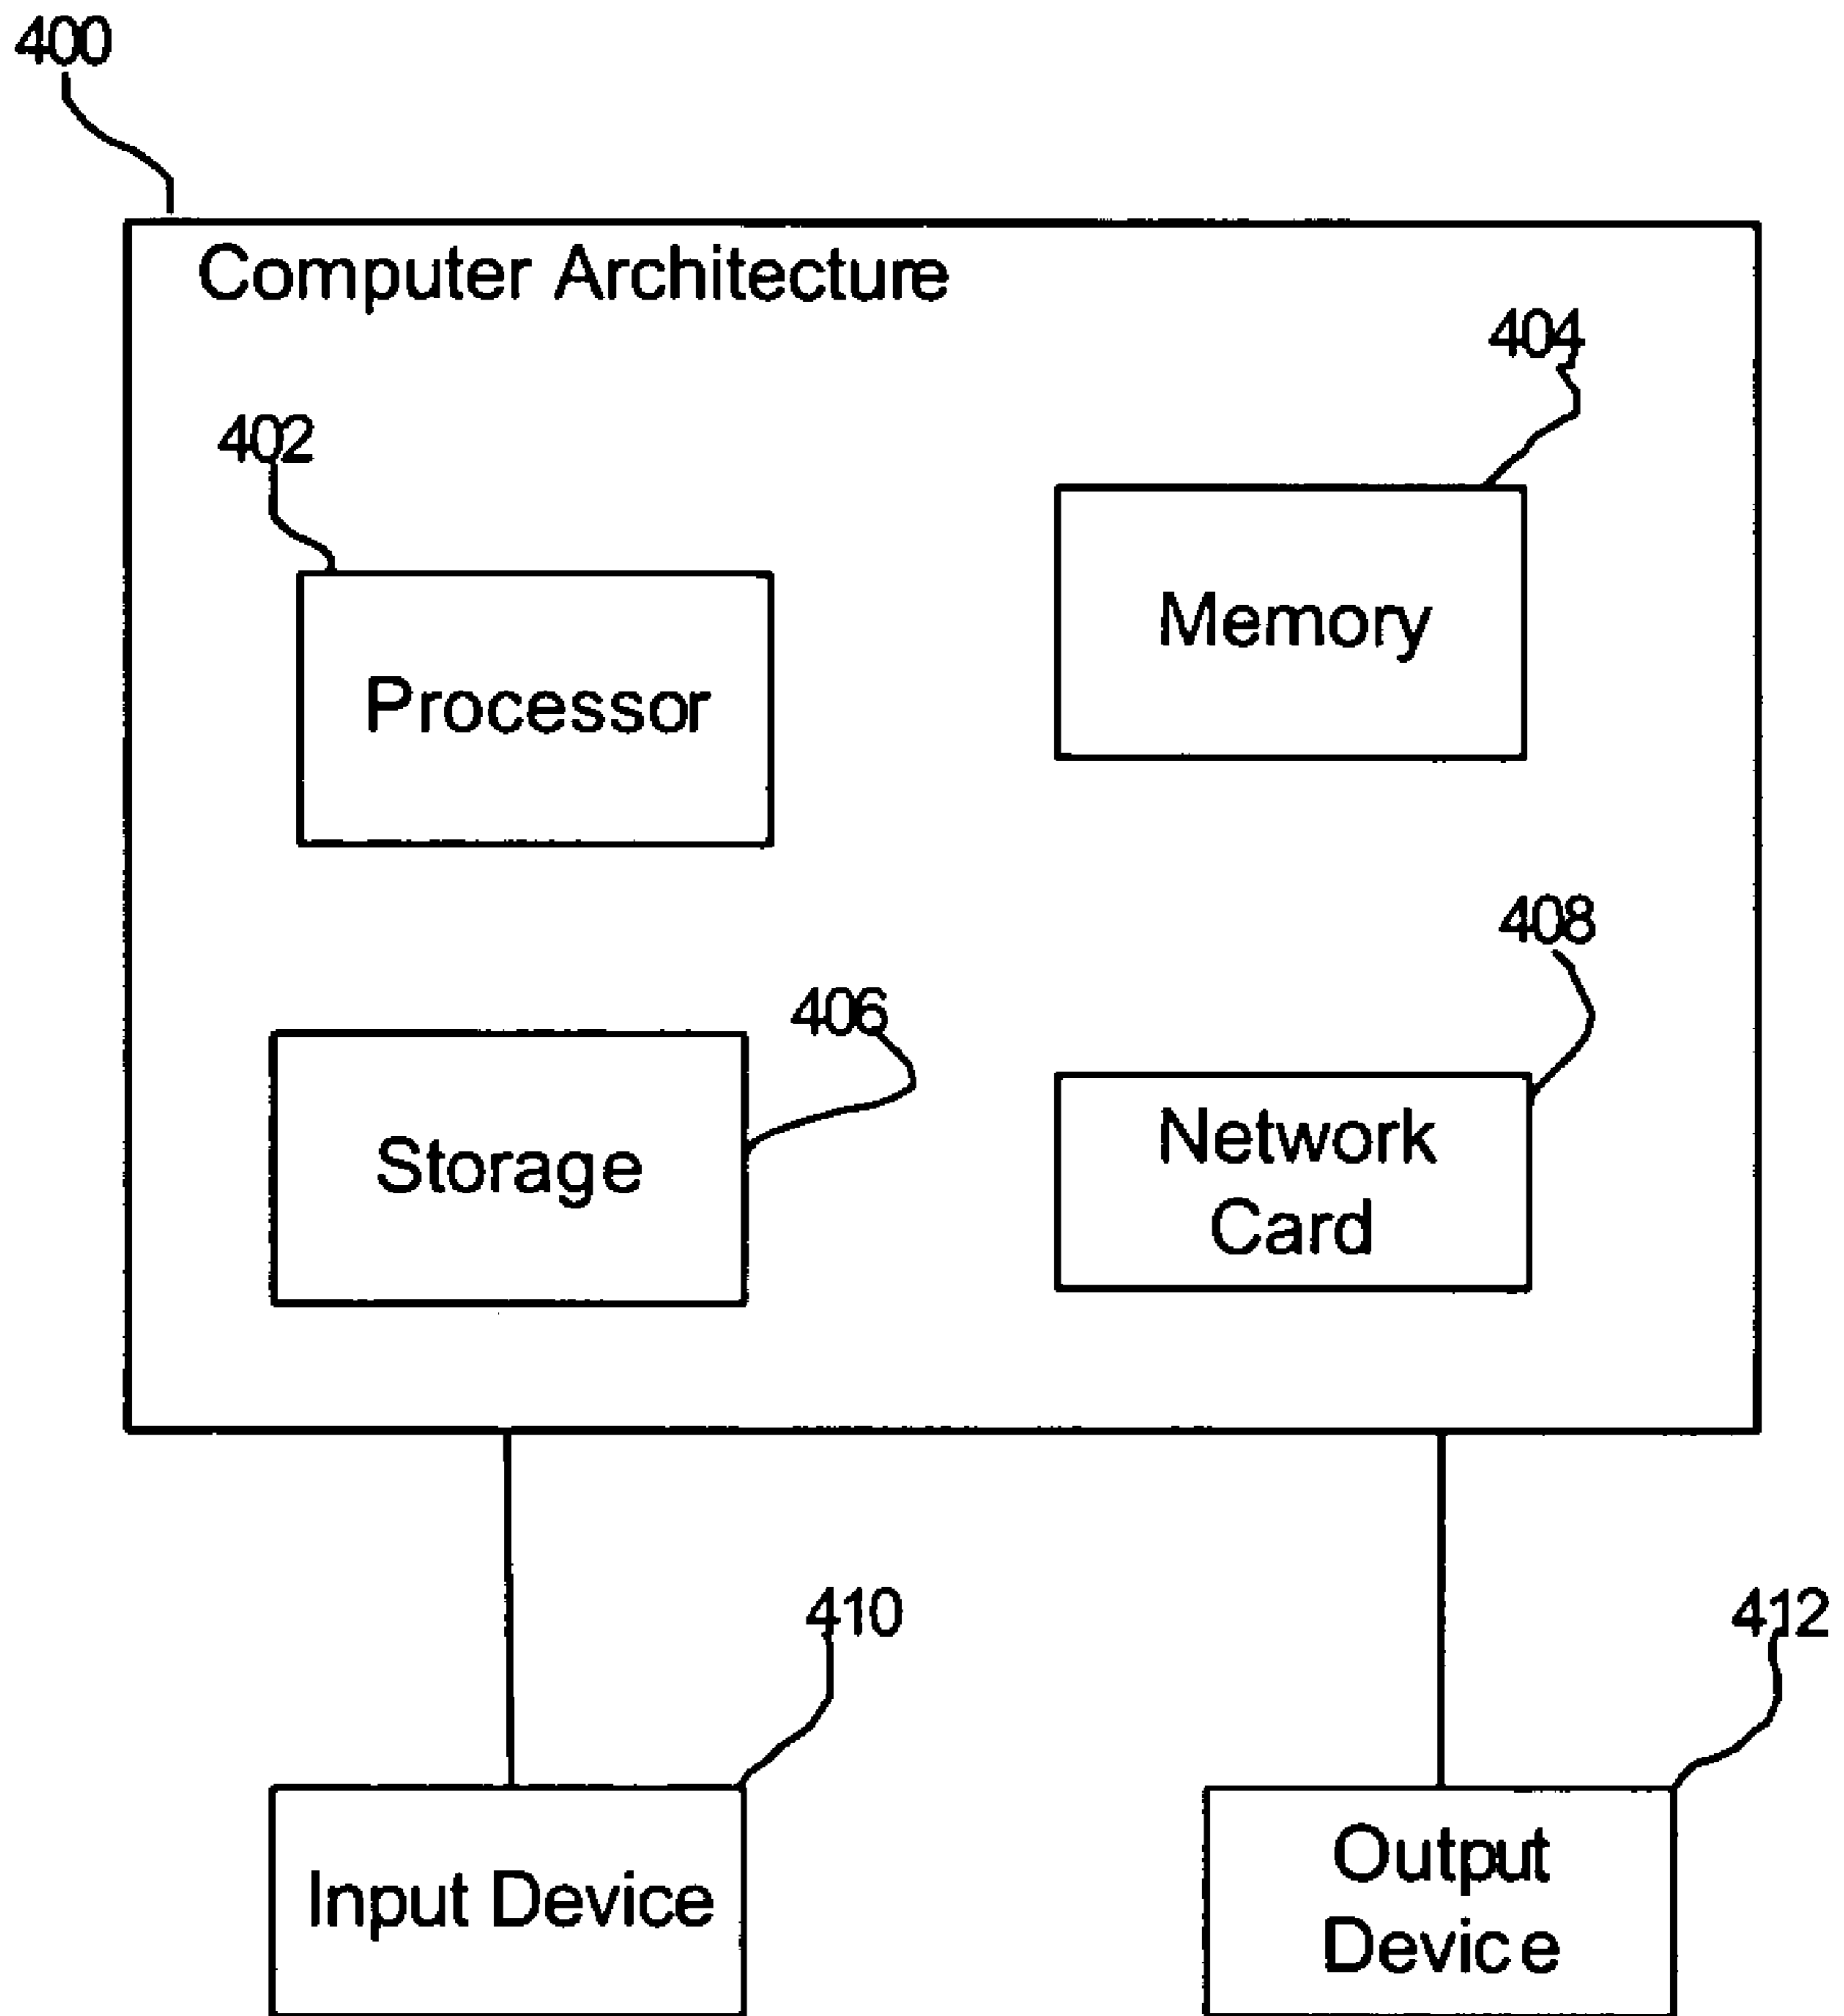 400
Computer Architecture
404
402
Memory
Processor
408
406
Network
Card
Storage
410
412
Input Device
Output
Device